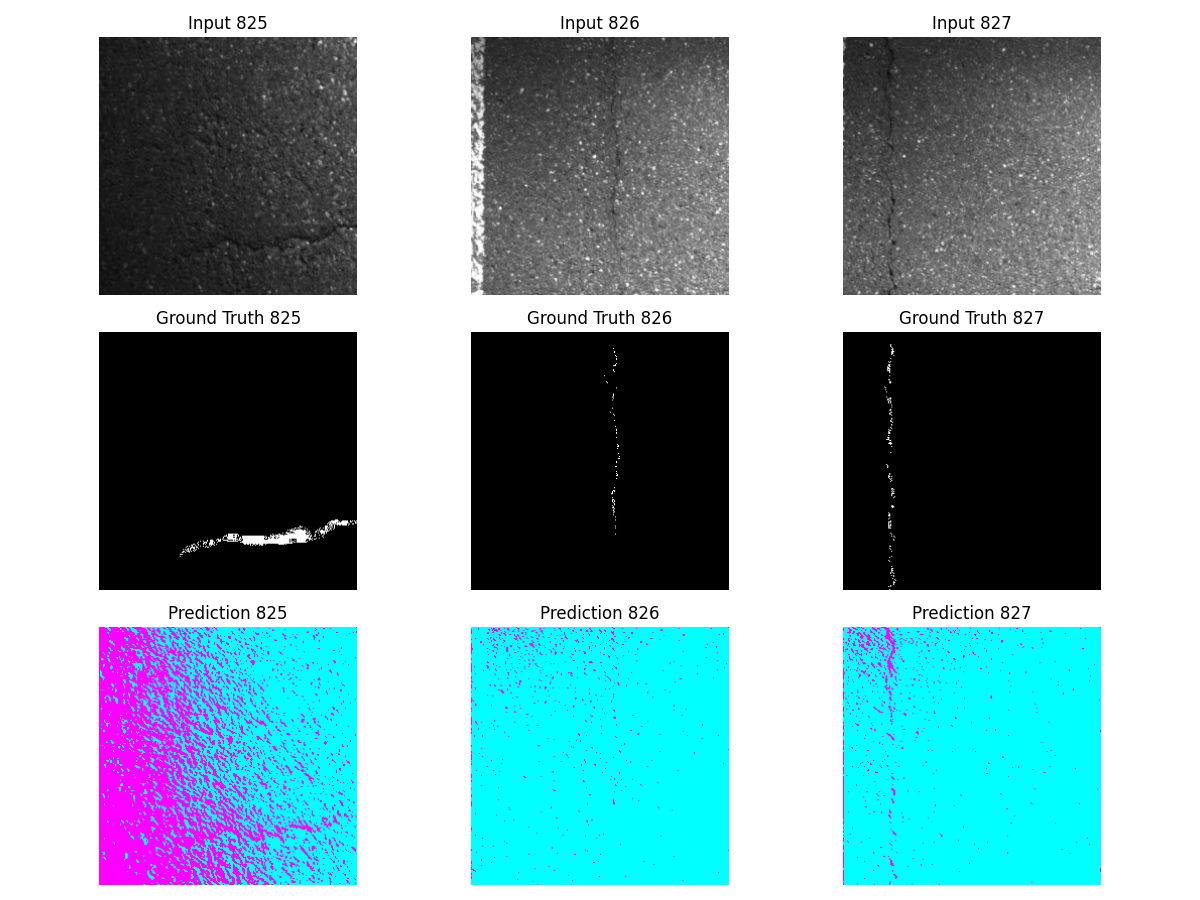 Input 825
Input 826
Input 827
Ground Truth 825
Ground Truth 826
Ground Truth 827
Prediction 825
Prediction 826
Prediction 827